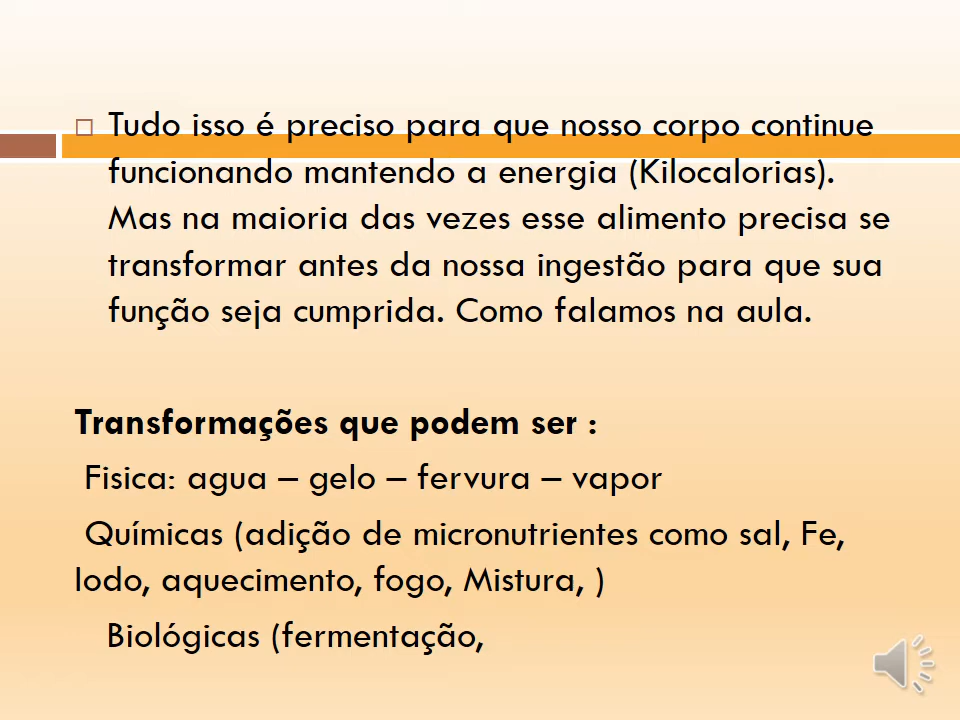 Tudo isso é preciso para que nosso corpo continue
funcionando mantendo a energia (Kilocalorias).
Mas na maioria das vezes esse alimento precisa se
transformar antes da nossa ingestão para que sua
função seja cumprida. Como falamos na aula.
Transformações que podem ser :
Fisica: agua – gelo – fervura – vapor
Químicas (adição de micronutrientes como sal, Fe,
Iodo, aquecimento, fogo, Mistura, )
Biológicas (fermentação,